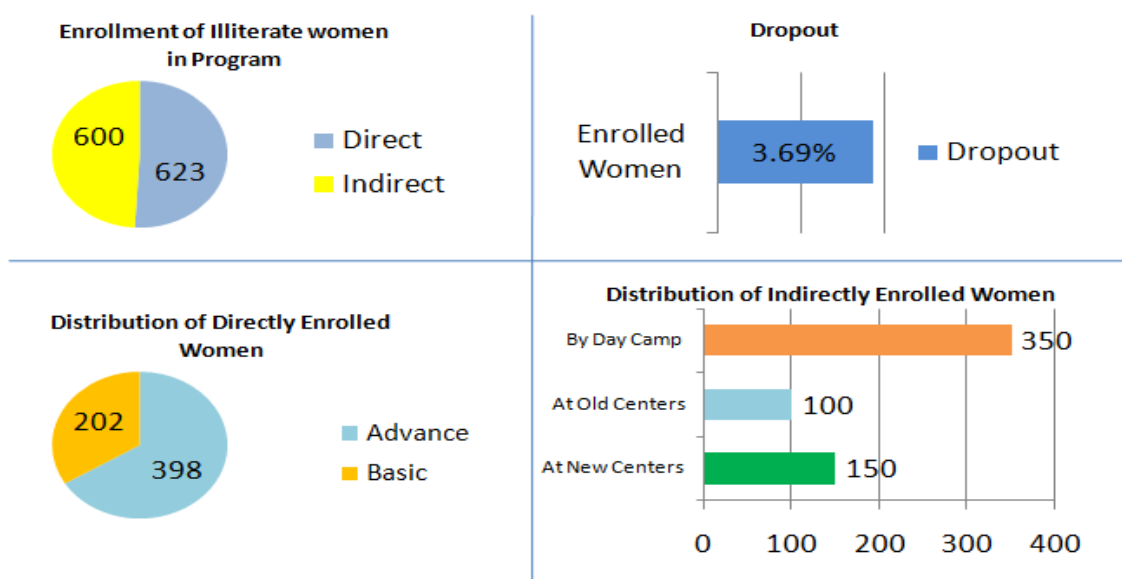 Enrollment of Illiterate women
in Program
600
623
Direct
Indirect
Dropout
Enrolled
Women
3.69%
Dropout
Distribution of Directly Enrolled
Women
202
398
Advance
Basic
Distribution of Indirectly Enrolled Women
By Day Camp
350
At Old Centers
100
At New Centers
150
0 100 200 300 400